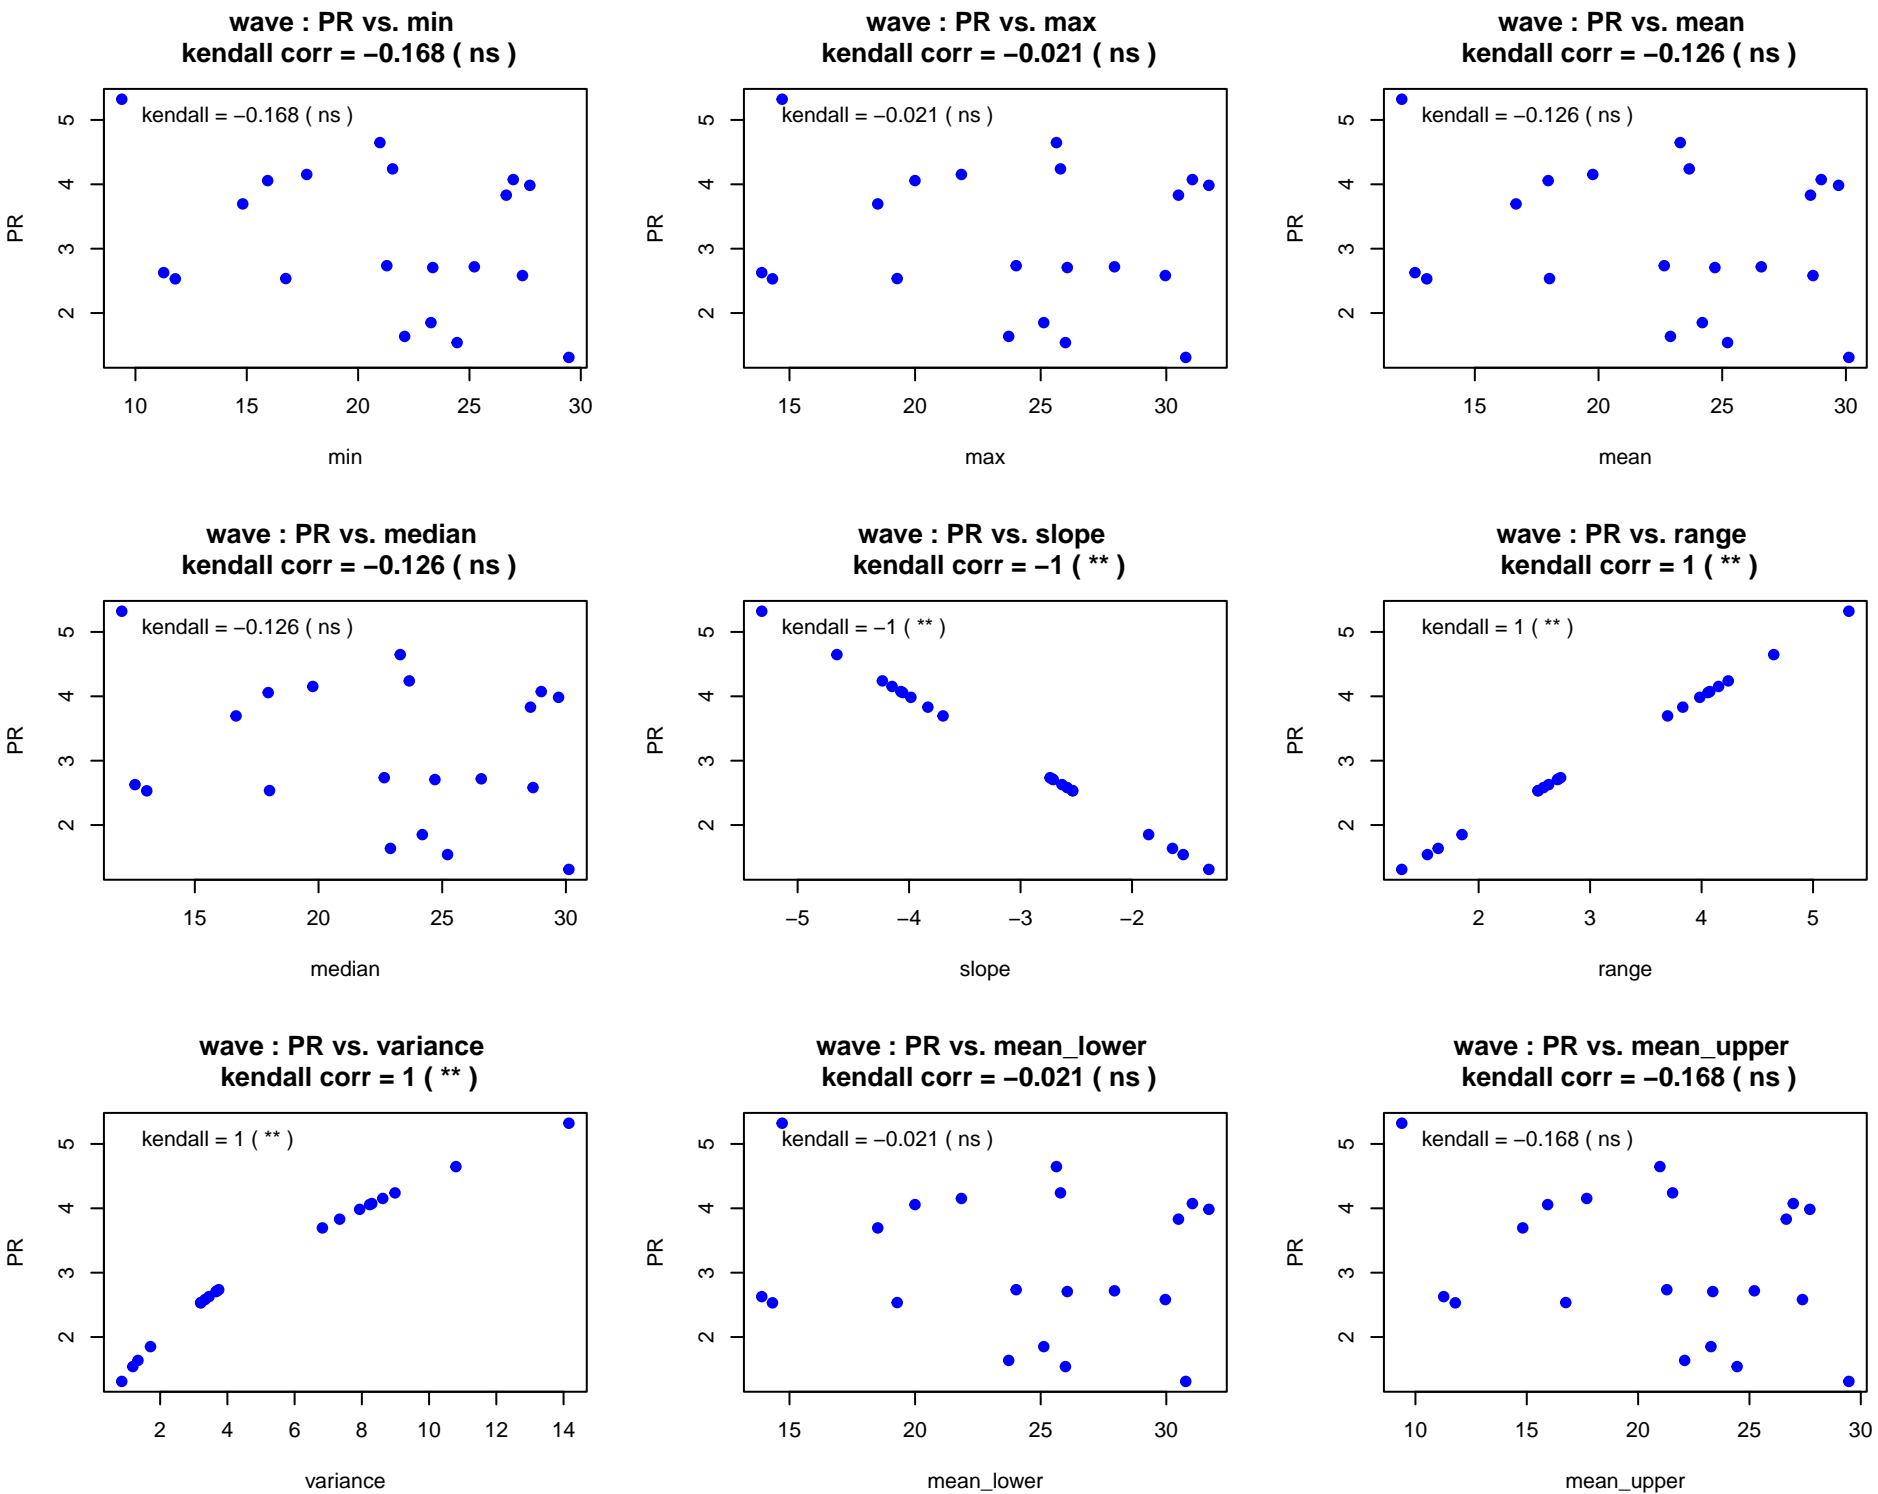 wave : PR vs. min
kendall corr = −0.168 ( ns )
kendall = −0.168 ( ns )
PR
2
3
4
5
10
15
20
25
30
min
wave : PR vs. max
kendall corr = −0.021 ( ns )
kendall = −0.021 ( ns )
PR
2
3
4
5
15
20
25
30
max
wave : PR vs. mean
kendall corr = −0.126 ( ns )
kendall = −0.126 ( ns )
PR
2
3
4
5
15
20
25
30
mean
wave : PR vs. median
kendall corr = −0.126 ( ns )
kendall = −0.126 ( ns )
PR
2
3
4
5
15
20
25
30
median
wave : PR vs. slope
kendall corr = −1 ( ** )
kendall = −1 ( ** )
PR
2
3
4
5
−5
−4
−3
−2
slope
wave : PR vs. range
kendall corr = 1 ( ** )
kendall = 1 ( ** )
PR
2
3
4
5
2
3
4
5
range
wave : PR vs. variance
kendall corr = 1 ( ** )
kendall = 1 ( ** )
PR
2
3
4
5
2
4
6
8
10
12
14
variance
wave : PR vs. mean_lower
kendall corr = −0.021 ( ns )
kendall = −0.021 ( ns )
PR
2
3
4
5
15
20
25
30
mean_lower
wave : PR vs. mean_upper
kendall corr = −0.168 ( ns )
kendall = −0.168 ( ns )
PR
2
3
4
5
10
15
20
25
30
mean_upper